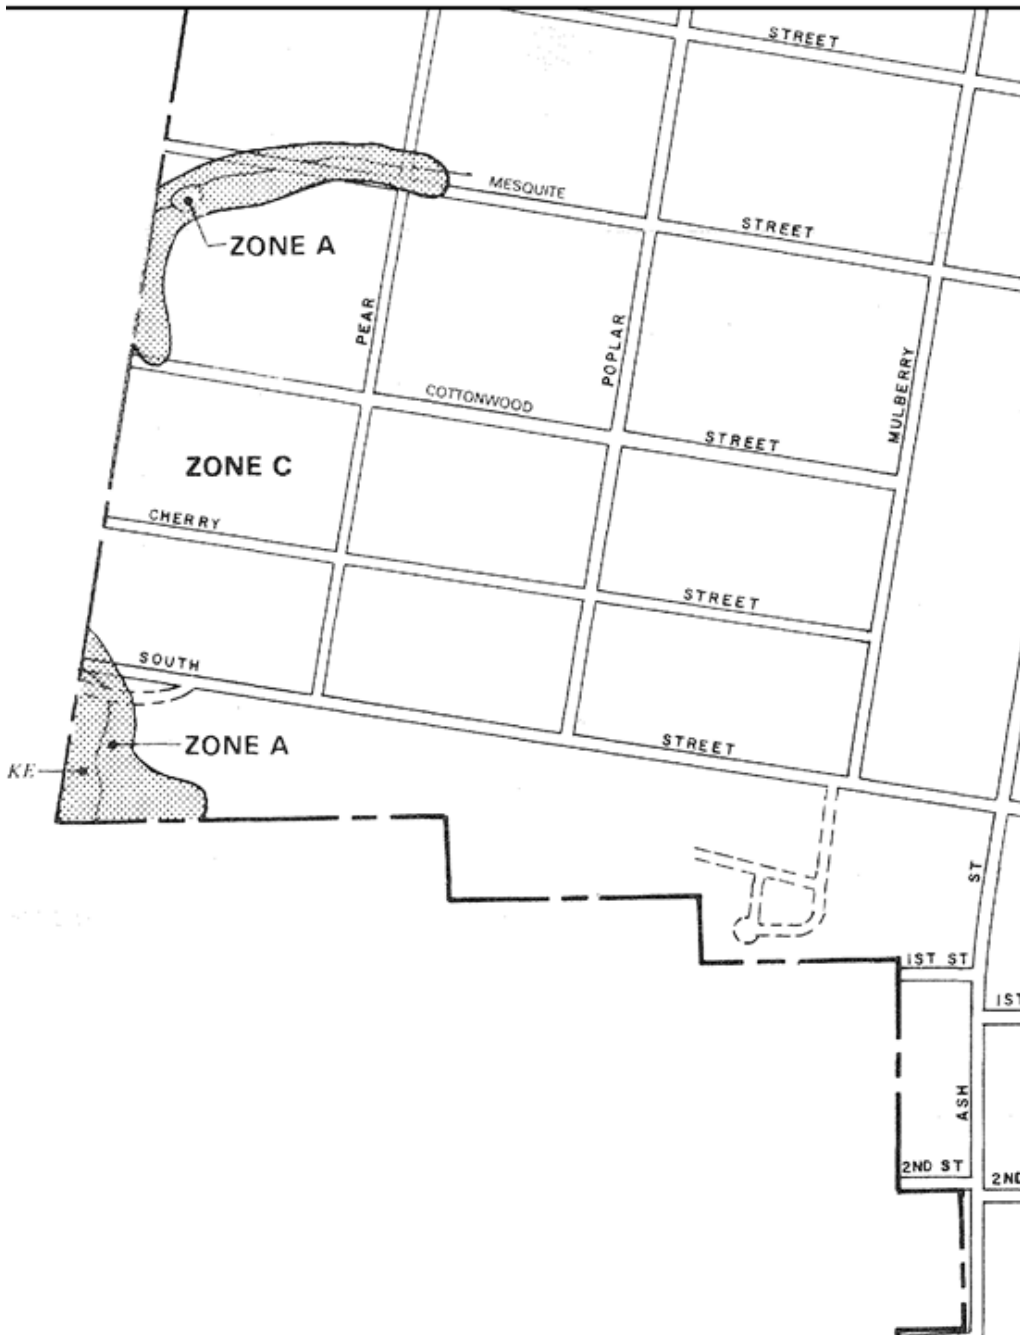 STREET
MESQUITE
STREET
ZONE A
PEAR
POPLAR
MULBERRY
COTTONWOOD
STREET
ZONE C
CHERRY
STREET
SOUTH
ZONE A
STREET
KE
ST
1ST ST
1ST
ASH
2ND ST
2ND